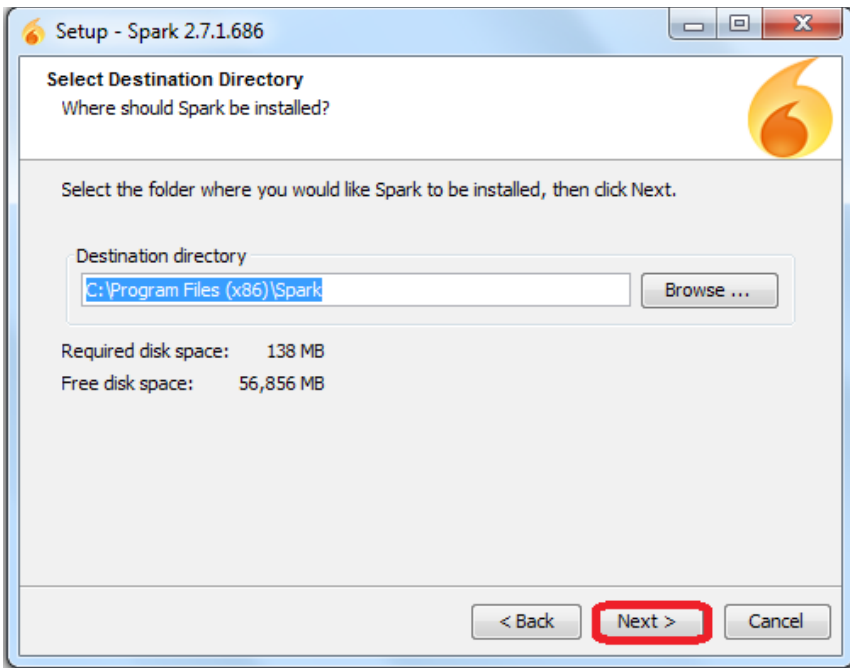 Setup - Spark 2.7.1.686
Select Destination Directory
Where should Spark be installed?
Select the folder where you would like Spark to be installed, then click Next.
Destination directory
C:\Program Files (x86)\Spark
Browse ...
Required disk space: 138 MB
Free disk space: 56,856 MB
< Back Next > Cancel